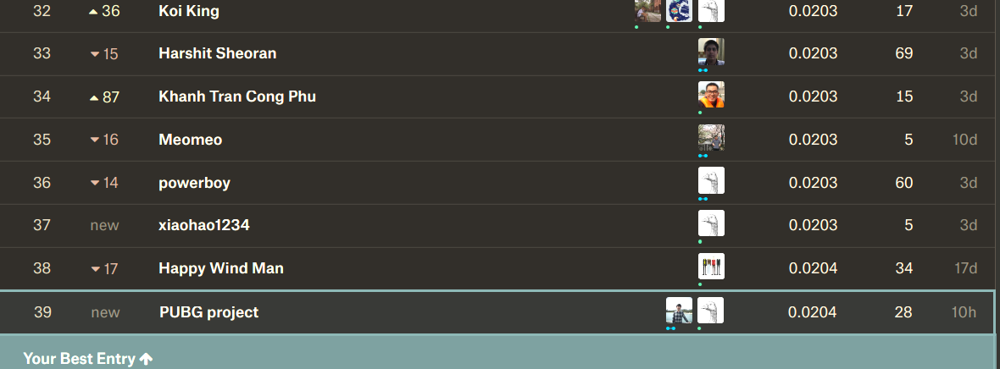 32 36 Koi King 0.0203 17 3d
33 15 Harshit Sheoran 0.0203 69 3d
34 87 Khanh Tran Cong Phu 0.0203 15 3d
35 16 Meomeo 0.0203 5 10d
36 14 powerboy 0.0203 60 3d
37 new xiaohao1234 0.0203 5 3d
38 17 Happy Wind Man 0.0204 34 17d
39 new PUBG project 0.0204 28 10h
Your Best Entry